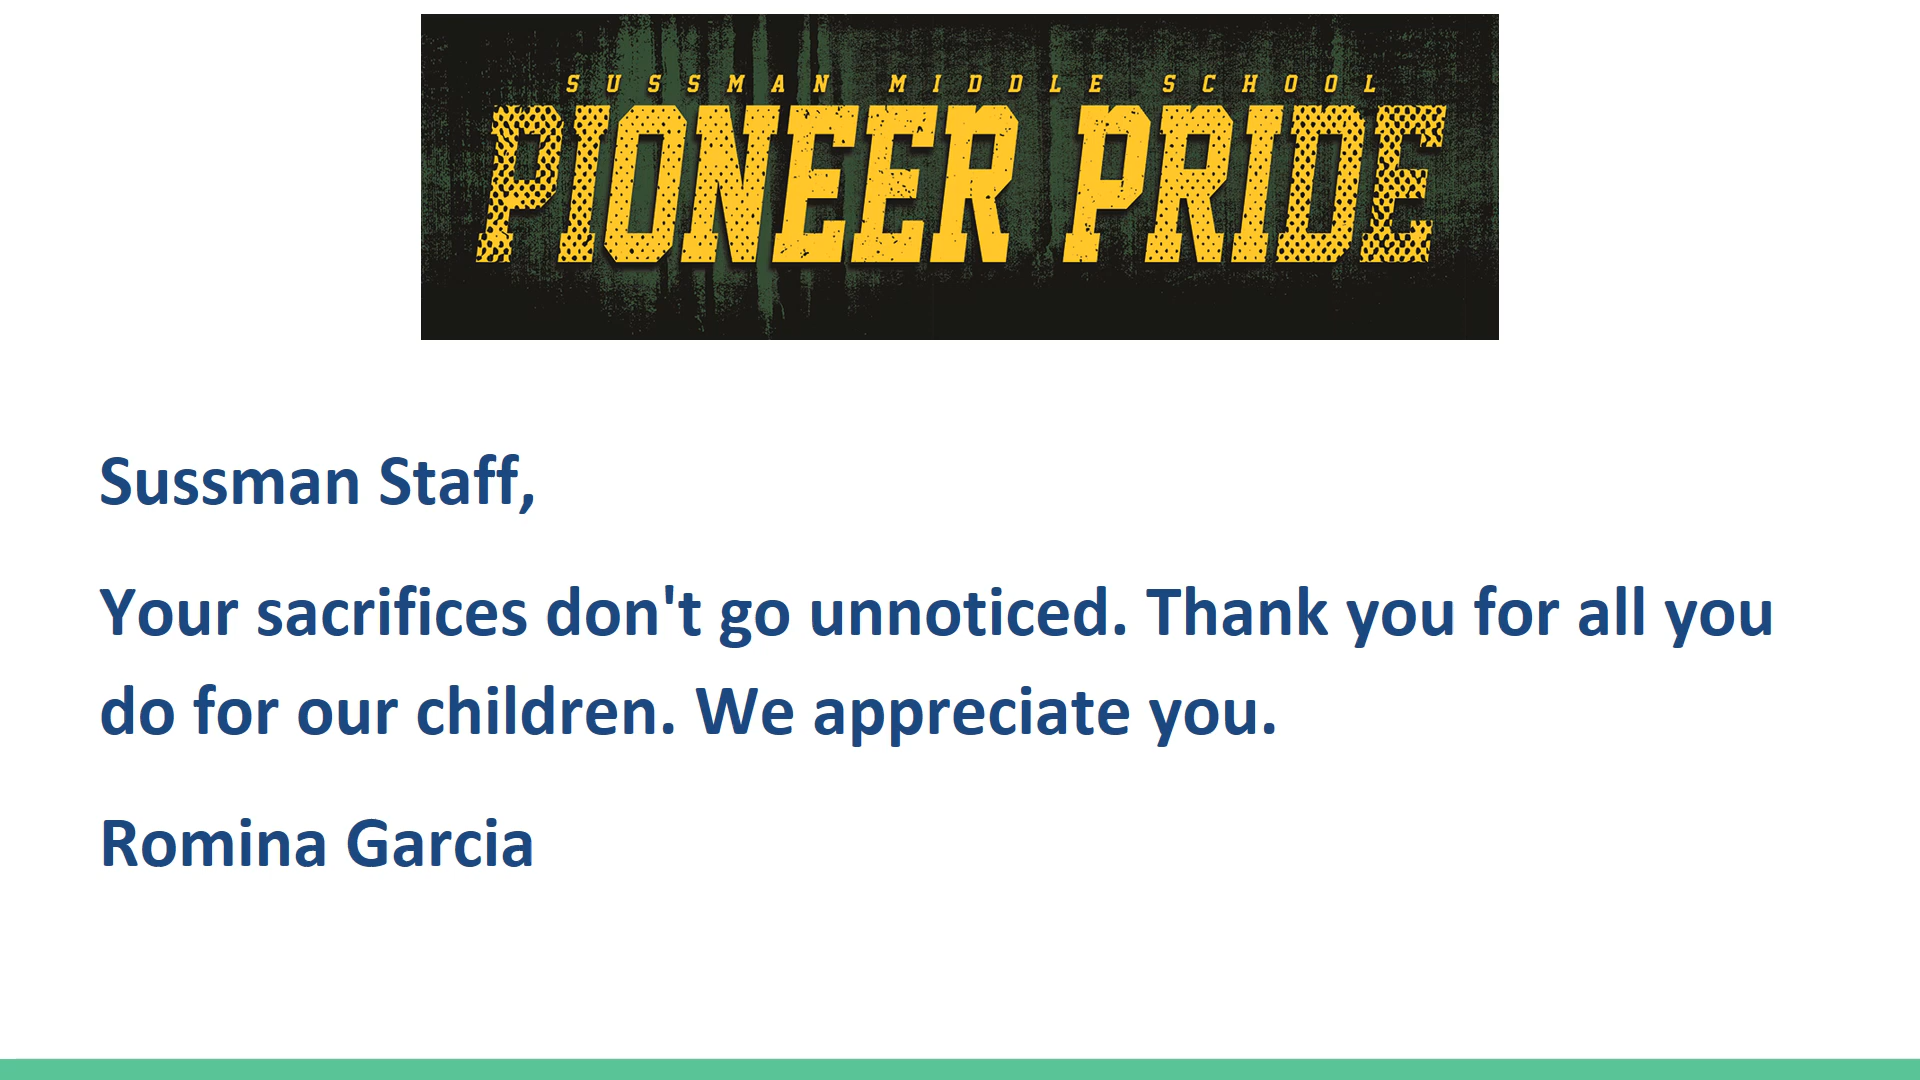 SUSSMAN MIDDLE SCHOOL
PIONEER PRIDE
Sussman Staff,
Your sacrifices don't go unnoticed. Thank you for all you
do for our children. We appreciate you.
Romina Garcia